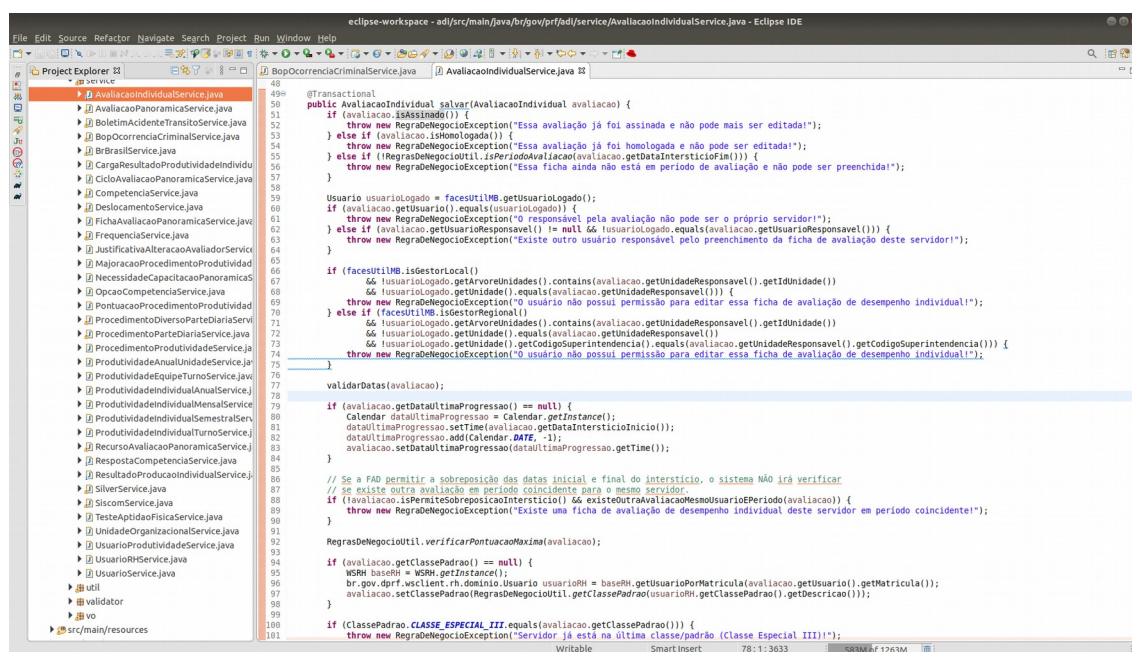 eclipse-workspace - adi/src/main/java/br/gov/prf/adi/service/AvaliacaoIndividualService.java - Eclipse IDE
File Edit Source Refactor Navigate Search Project Run Window Help
Project Explorer
BopOcorrenciaCriminalService.java
AvaliacaoIndividualService.java
service
AvaliacaoIndividualService.java
AvaliacaoPanoramicaService.java
BoletimAcidenteTransitoService.java
BopOcorrenciaCriminalService.java
BrBrasilService.java
CargaResultadoProdutividadeIndividu
CicloAvaliacaoPanoramicaService.java
CompetenciaService.java
DeslocamentoService.java
FichaAvaliacaoPanoramicaService.java
FrequenciaService.java
JustificativaAlteracaoAvaliadorService
MajoracaoProcedimentoProdutividad
NecessidadeCapacitacaoPanoramicaS
OpcaoCompetenciaService.java
PontuacaoProcedimentoProdutividad
ProcedimentoDiversoParteDiariaServi
ProcedimentoParteDiariaService.java
ProcedimentoProdutividadeService.ja
ProdutividadeAnualUnidadeService.ja
ProdutividadeEquipeTurnoService.java
ProdutividadeIndividualAnualService.j
ProdutividadeIndividualMensalService
ProdutividadeIndividualSemestralServ
ProdutividadeIndividualTurnoService.j
RecursoAvaliacaoPanoramicaService.j
RespostaCompetenciaService.java
ResultadoProducaoIndividualService.j
SilverService.java
SiscomService.java
TesteAptidaoFisicaService.java
UnidadeOrganizacionalService.java
UsuarioProdutividadeService.java
UsuarioRHService.java
UsuarioService.java
util
validator
vo
src/main/resources
48
49 @Transactional
50 public AvaliacaoIndividual salvar(AvaliacaoIndividual avaliacao) {
51 if (avaliacao.isAssinado()) {
52 throw new RegraDeNegocioException("Essa avaliação já foi assinada e não pode mais ser editada!");
53 } else if (avaliacao.isHomologada()) {
54 throw new RegraDeNegocioException("Essa avaliação já foi homologada e não pode ser editada!");
55 } else if (!RegrasDeNegocioUtil.isPeriodoAvaliacao(avaliacao.getDataIntersticioFim())) {
56 throw new RegraDeNegocioException("Essa ficha ainda não está em período de avaliação e não pode ser preenchida!");
57 }
58
59 Usuario usuarioLogado = facesUtilMB.getUsuarioLogado();
60 if (avaliacao.getUsuario().equals(usuarioLogado)) {
61 throw new RegraDeNegocioException("O responsável pela avaliação não pode ser o próprio servidor!");
62 } else if (avaliacao.getUsuarioResponsavel() != null && !usuarioLogado.equals(avaliacao.getUsuarioResponsavel())) {
63 throw new RegraDeNegocioException("Existe outro usuário responsável pelo preenchimento da ficha de avaliação deste servidor!");
64 }
65
66 if (facesUtilMB.isGestorLocal()
67 && !usuarioLogado.getArvoreUnidades().contains(avaliacao.getUnidadeResponsavel().getIdUnidade())
68 && !usuarioLogado.getUnidade().equals(avaliacao.getUnidadeResponsavel())) {
69 throw new RegraDeNegocioException("O usuário não possui permissão para editar essa ficha de avaliação de desempenho individual!");
70 } else if (facesUtilMB.isGestorRegional()
71 && !usuarioLogado.getArvoreUnidades().contains(avaliacao.getUnidadeResponsavel().getIdUnidade())
72 && !usuarioLogado.getUnidade().equals(avaliacao.getUnidadeResponsavel())
73 && !usuarioLogado.getUnidade().getCodigoSuperintendencia().equals(avaliacao.getUnidadeResponsavel().getCodigoSuperintendencia())) {
74 throw new RegraDeNegocioException("O usuário não possui permissão para editar essa ficha de avaliação de desempenho individual!");
75 }
76
77 validarDatas(avaliacao);
78
79 if (avaliacao.getDataUltimaProgressao() == null) {
80 Calendar dataUltimaProgressao = Calendar.getInstance();
81 dataUltimaProgressao.setTime(avaliacao.getDataIntersticioInicio());
82 dataUltimaProgressao.add(Calendar.DATE, -1);
83 avaliacao.setDataUltimaProgressao(dataUltimaProgressao.getTime());
84 }
85
86 // Se a FAD permitir a sobreposição das datas inicial e final do interstício, o sistema NÃO irá verificar
87 // se existe outra avaliação em período coincidente para o mesmo servidor.
88 if (!avaliacao.isPermiteSobreposicaoIntersticio() && existeOutraAvaliacaoMesmoUsuarioEPeriodo(avaliacao)) {
89 throw new RegraDeNegocioException("Existe uma ficha de avaliação de desempenho individual deste servidor em período coincidente!");
90 }
91
92 RegrasDeNegocioUtil.verificarPontuacaoMaxima(avaliacao);
93
94 if (avaliacao.getClassePadrao() == null) {
95 WSRH baseRH = WSRH.getInstance();
96 br.gov.dprf.wsclient.rh.dominio.Usuario usuarioRH = baseRH.getUsuarioPorMatricula(avaliacao.getUsuario().getMatricula());
97 avaliacao.setClassePadrao(RegrasDeNegocioUtil.getClassePadrao(usuarioRH.getClassePadrao().getDescricao()));
98 }
99
100 if (ClassePadrao.CLASSE_ESPECIAL_III.equals(avaliacao.getClassePadrao())) {
101 throw new RegraDeNegocioException("Servidor já está na última classe/padrão (Classe Especial III)!");
Writable Smart Insert 78:1:3633 583M of 1263M